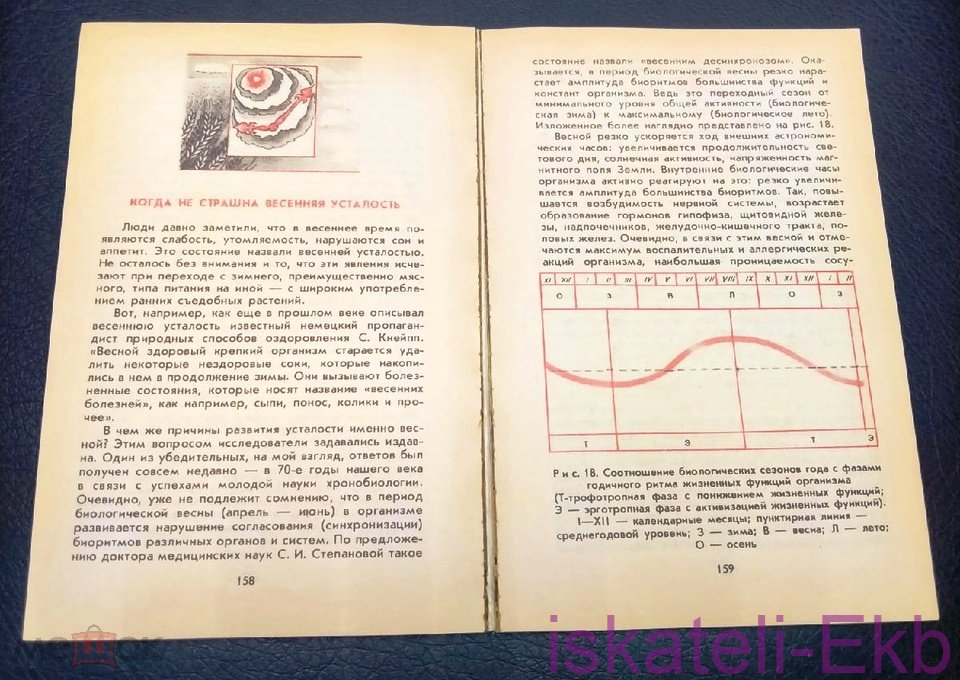 КОГДА НЕ СТРАШНА ВЕСЕННЯЯ УСТАЛОСТЬ
Люди давно заметили, что в весеннее время по-
являются слабость, утомляемость, нарушаются сон и
аппетит. Это состояние назвали весенней усталостью.
Не осталось без внимания и то, что эти явления исче-
зают при переходе с зимнего, преимущественно мяс-
ного, типа питания на иной — с широким употребле-
нием ранних съедобных растений.
Вот, например, как еще в прошлом веке описывал
весеннюю усталость известный немецкий пропаган-
дист природных способов оздоровления С. Кнейпп.
«Весной здоровый крепкий организм старается уда-
лить некоторые нездоровые соки, которые накопи-
лись в нем в продолжение зимы. Они вызывают болез-
ненные состояния, которые носят название «весенних
болезней», как например, сыпи, понос, колики и про-
чее».
В чем же причины развития усталости именно вес-
ной? Этим вопросом исследователи задавались издав-
на. Один из убедительных, на мой взгляд, ответов был
получен совсем недавно — в 70-е годы нашего века
в связи с успехами молодой науки хронобиологии.
Очевидно, уже не подлежит сомнению, что в период
биологической весны (апрель — июнь) в организме
развивается нарушение согласования (синхронизации)
биоритмов различных органов и систем. По предложе-
нию доктора медицинских наук С. И. Степановой такое
158
состояние назвали «весенним десинхронозом». Ока-
зывается, в период биологической весны резко нара-
стает амплитуда биоритмов большинства функций и
констант организма. Ведь это переходный сезон от
минимального уровня общей активности (биологиче-
ская зима) к максимальному (биологическое лето).
Изложенное более наглядно представлено на рис. 18.
Весной резко ускоряется ход внешних астрономи-
ческих часов: увеличивается продолжительность све-
тового дня, солнечная активность, напряженность маг-
нитного поля Земли. Внутренние биологические часы
организма активно реагируют на это: резко увеличи-
вается амплитуда большинства биоритмов. Так, повы-
шается возбудимость нервной системы, возрастает
образование гормонов гипофиза, щитовидной желе-
зы, надпочечников, желудочно-кишечного тракта, по-
ловых желез. Очевидно, в связи с этим весной и отме-
чаются максимум воспалительных и аллергических ре-
акций организма, наибольшая проницаемость сосу-
XI XII I II III IV V VI VII VIII IX X XI XII I II
О З В Л О З
Т З Т Э
Рис. 18. Соотношение биологических сезонов года с фазами
годичного ритма жизненных функций организма
(Т-трофотропная фаза с понижением жизненных функций;
Э — эрготропная фаза с активизацией жизненных функций).
I—XII — календарные месяцы; пунктирная линия —
среднегодовой уровень; З — зима; В — весна; Л — лето;
О — осень
159
МЕШОК
iskateli-Ekb